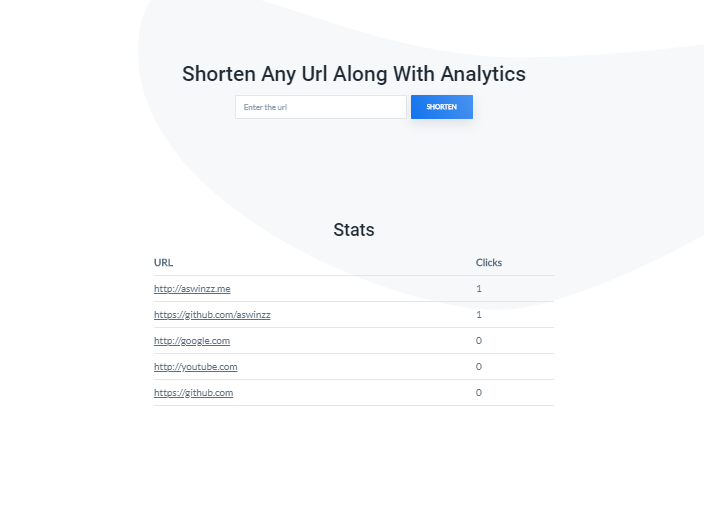 Shorten Any Url Along With Analytics
Enter the url
SHORTEN
Stats
URL Clicks
http://aswinzz.me 1
https://github.com/aswinzz 1
http://google.com 0
http://youtube.com 0
https://github.com 0